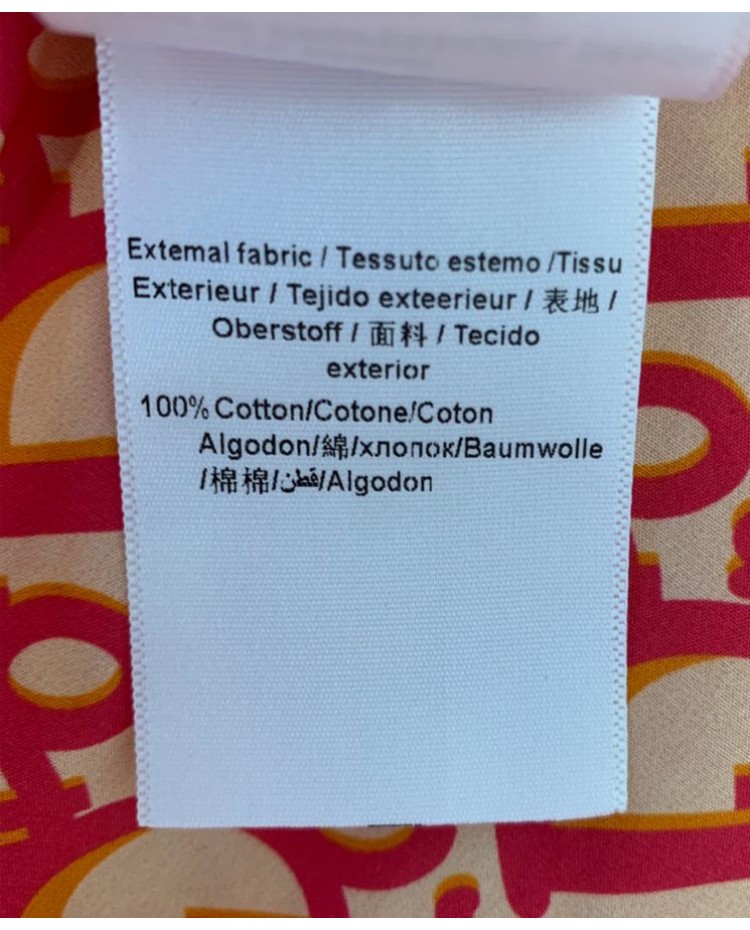 Extemal fabric / Tessuto estemo /Tissu
Exterieur / Tejido exteerieur / 表地 /
Oberstoff / 面料 / Tecido
exterior
100% Cotton/Cotone/Coton
Algodon/綿/хлопок/Baumwolle
/棉棉/قطن/Algodon